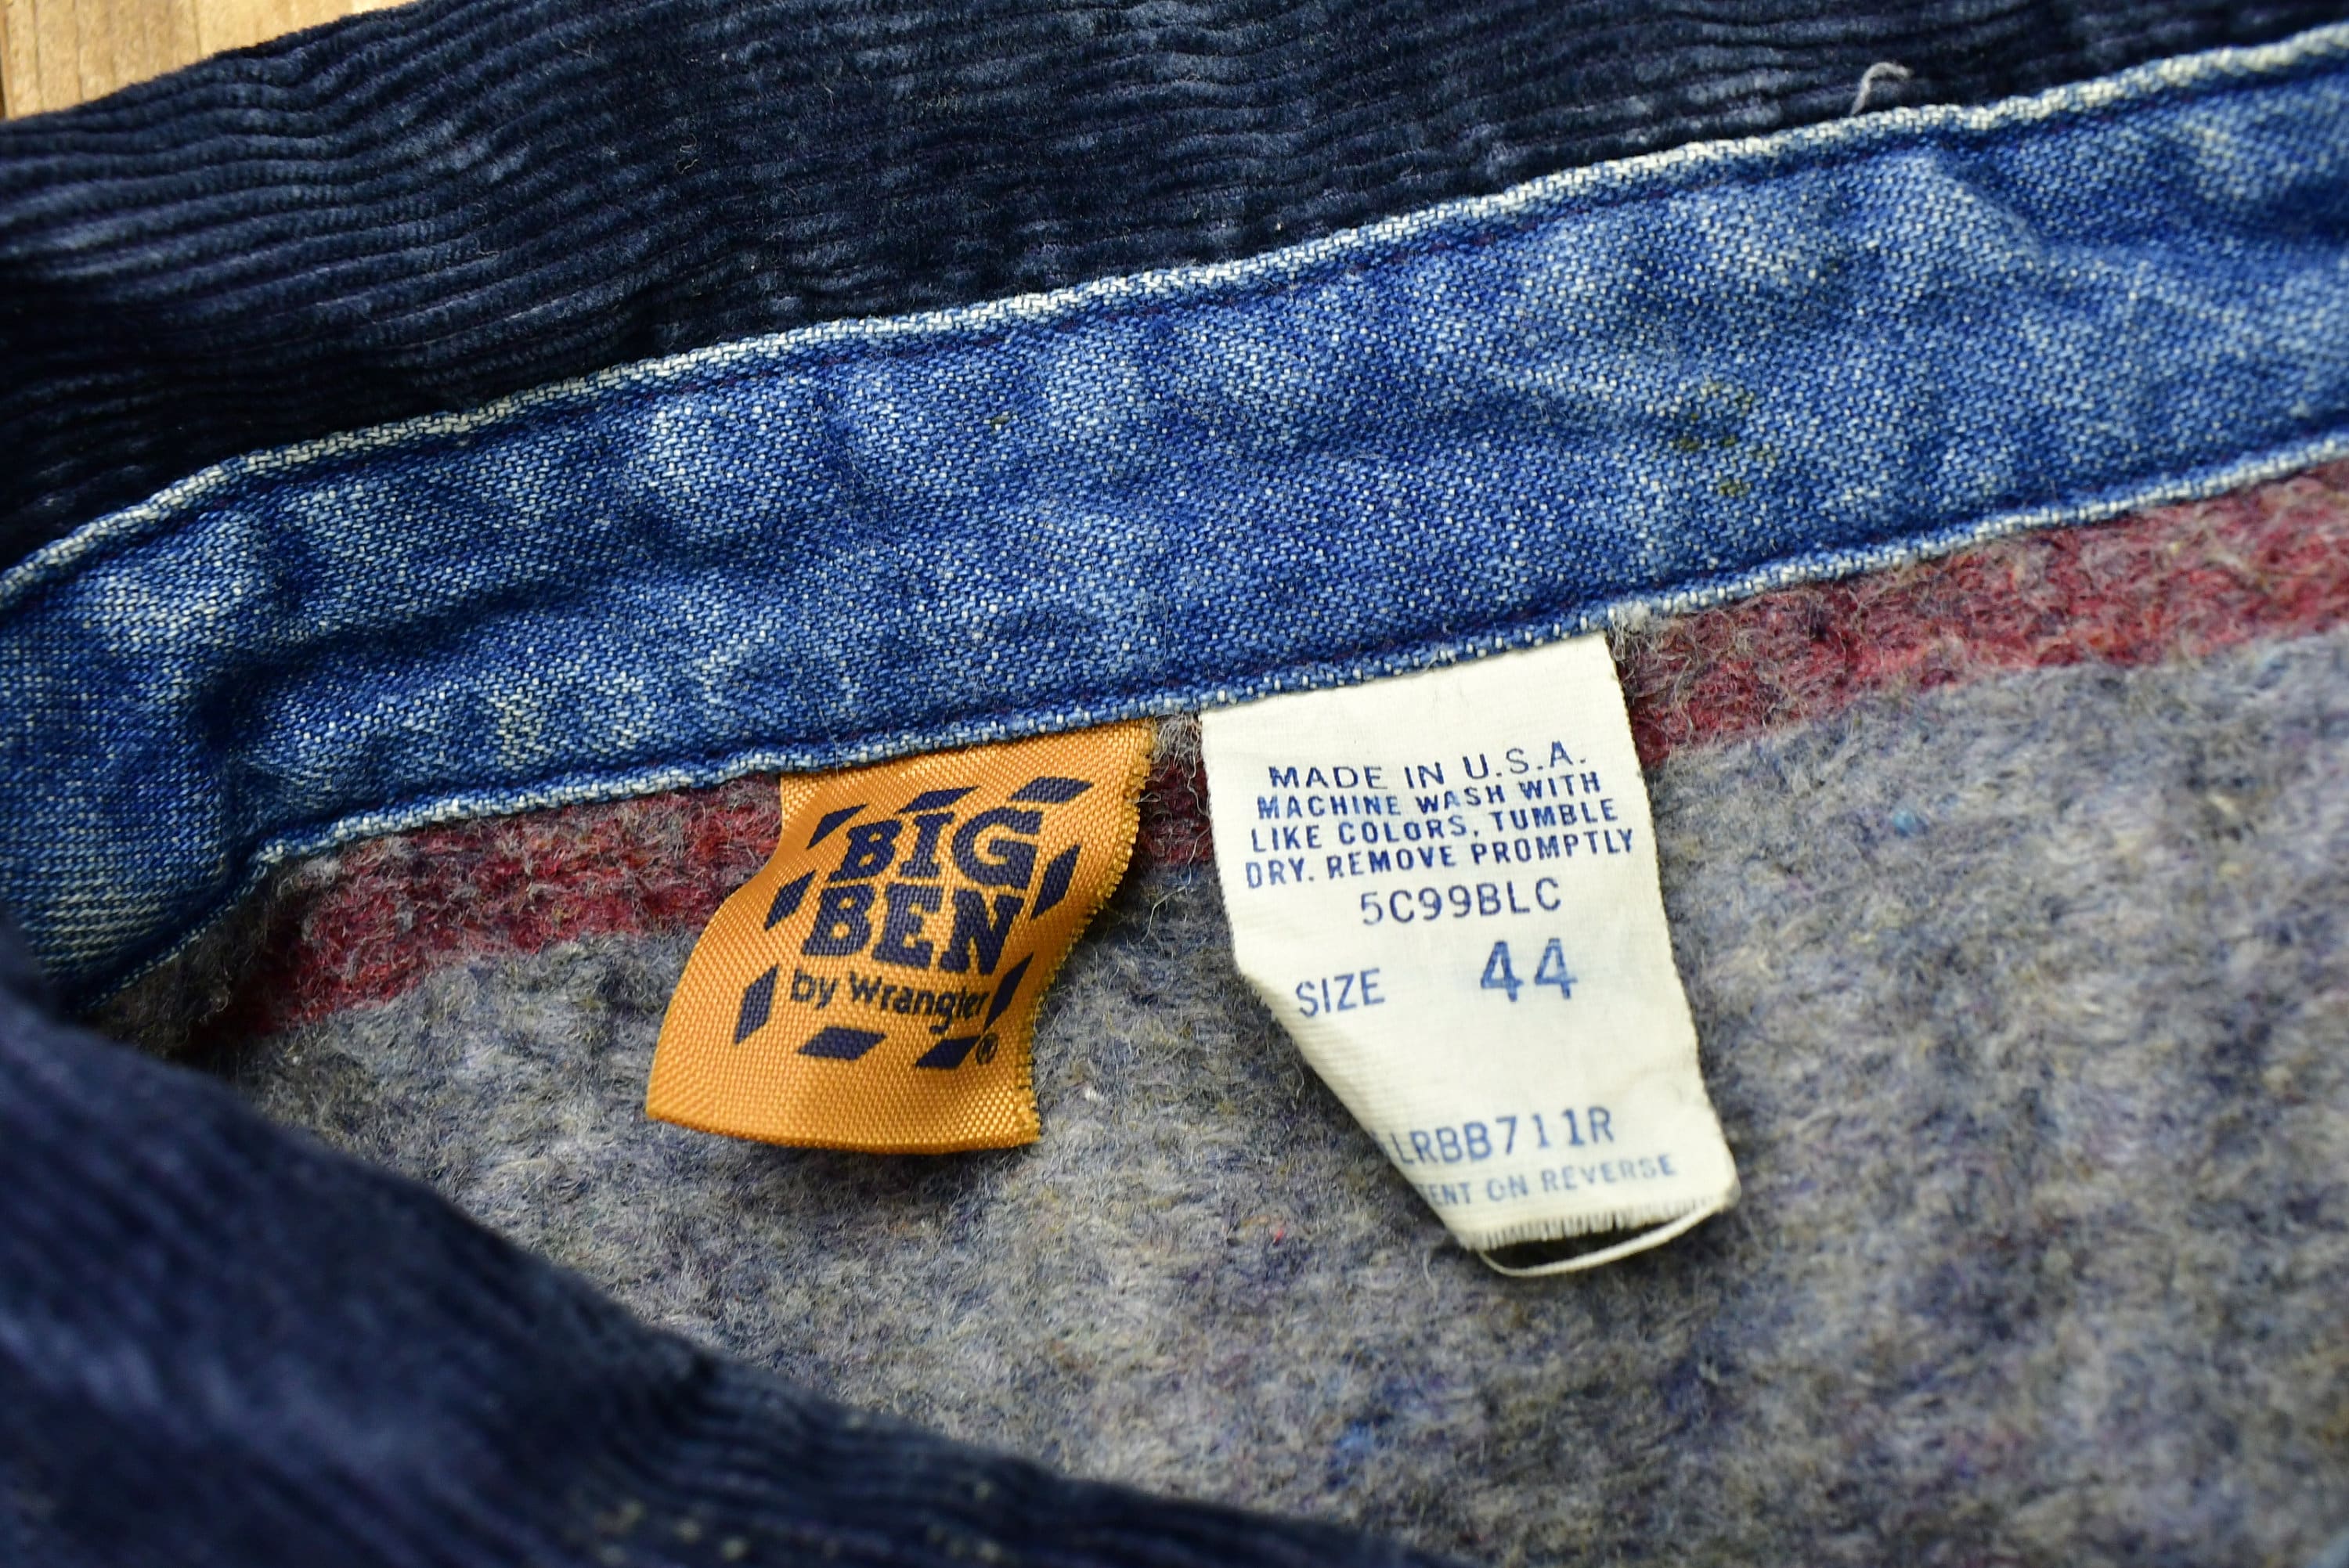 BIG
BEN
by Wrangler
®
MADE IN U.S.A.
MACHINE WASH WITH
LIKE COLORS, TUMBLE
DRY. REMOVE PROMPTLY
5C99BLC
SIZE 44
LRBB711R
ON REVERSE